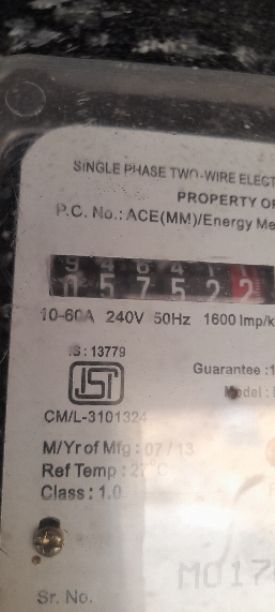 SINGLE PHASE TWO-WIRE ELECT
PROPERTY OF
P.C. No.: ACE(MM)/Energy Me
057522
10-60A 240V 50Hz 1600 Imp/k
IS : 13779
Guarantee :1
Model :
ISI
CM/L-3101324
M/Yr of Mfg : 07 / 13
Ref Temp : 27°C
Class : 1.0
M017
Sr. No.